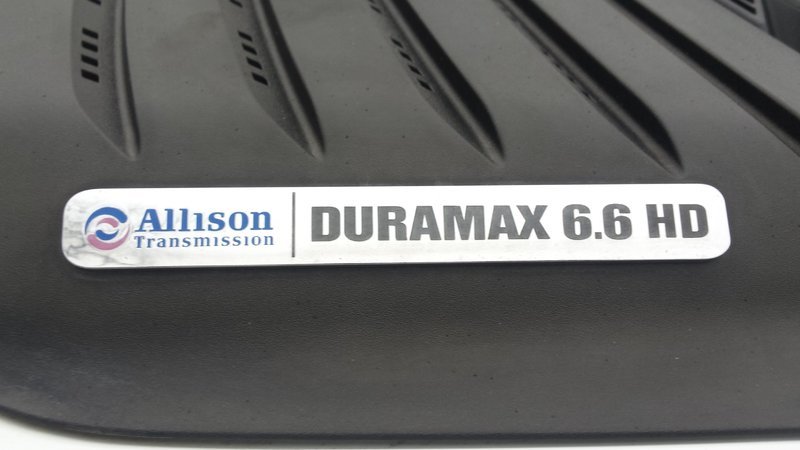 Allison
Transmission
DURAMAX 6.6 HD